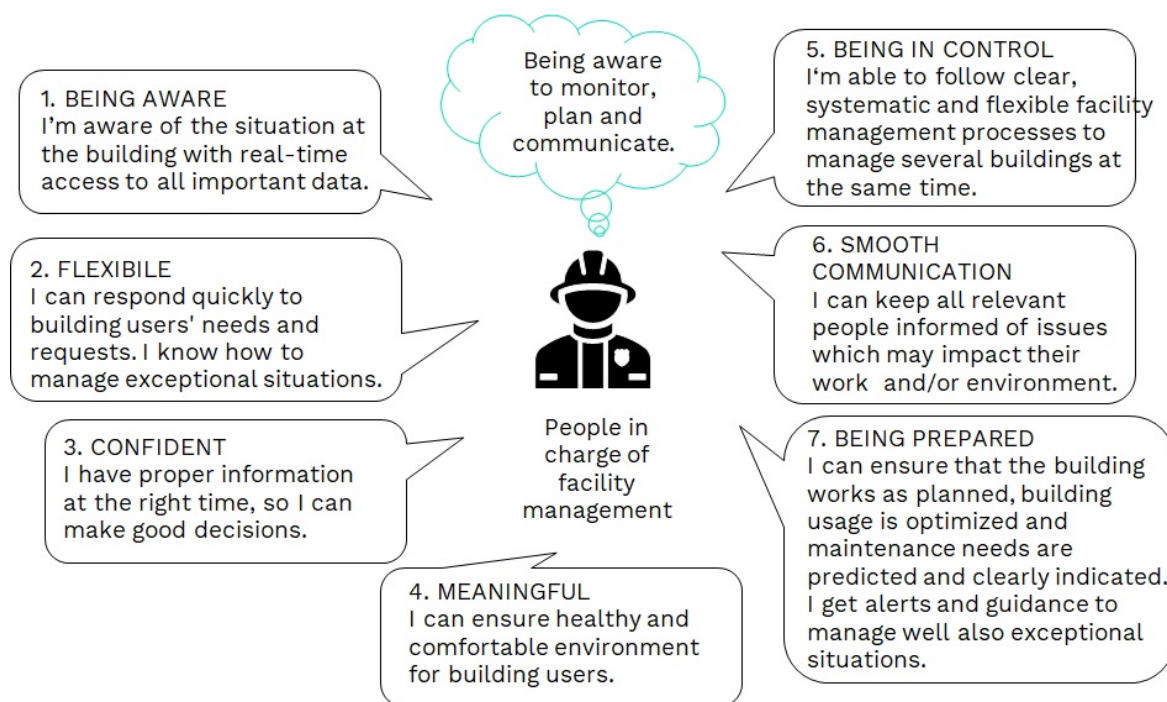 Being aware
to monitor,
plan and
communicate.
1. BEING AWARE
I'm aware of the situation at
the building with real-time
access to all important data.
2. FLEXIBILE
I can respond quickly to
building users' needs and
requests. I know how to
manage exceptional situations.
3. CONFIDENT
I have proper information
at the right time, so I can
make good decisions.
4. MEANINGFUL
I can ensure healthy and
comfortable environment
for building users.
People in
charge of
facility
management
5. BEING IN CONTROL
I‘m able to follow clear,
systematic and flexible facility
management processes to
manage several buildings at
the same time.
6. SMOOTH
COMMUNICATION
I can keep all relevant
people informed of issues
which may impact their
work and/or environment.
7. BEING PREPARED
I can ensure that the building
works as planned, building
usage is optimized and
maintenance needs are
predicted and clearly indicated.
I get alerts and guidance to
manage well also exceptional
situations.